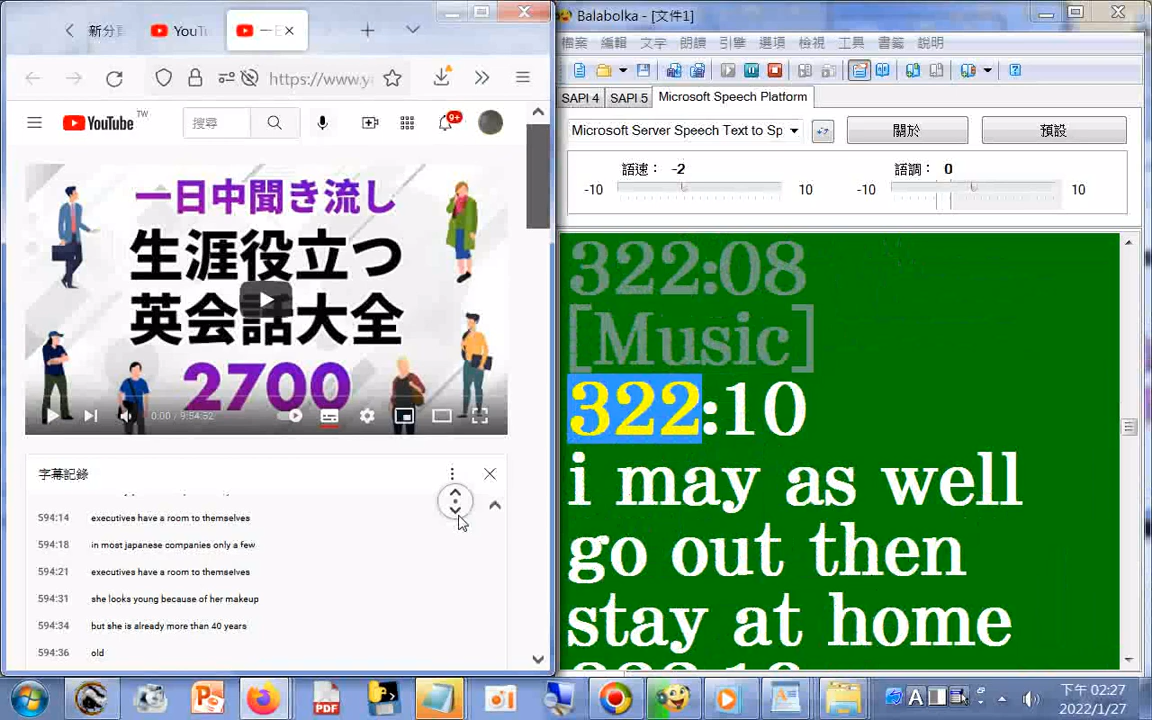 新分
YouTu
一日
https://www.y
YouTube TW
搜尋
9+
一日中聞き流し
生涯役立つ
英会話大全
2700
0:00 / 9:54:52
字幕記錄
594:14 executives have a room to themselves
594:18 in most japanese companies only a few
594:21 executives have a room to themselves
594:31 she looks young because of her makeup
594:34 but she is already more than 40 years
594:36 old
Balabolka - [文件1]
檔案 編輯 文字 朗讀 引擎 選項 檢視 工具 書籤 說明
SAPI 4 SAPI 5 Microsoft Speech Platform
Microsoft Server Speech Text to Sp
關於 預設
語速： -2 語調： 0
-10 10 -10 10
322:08
[Music]
322:10
i may as well
go out then
stay at home
PDF
A
下午 02:27
2022/1/27